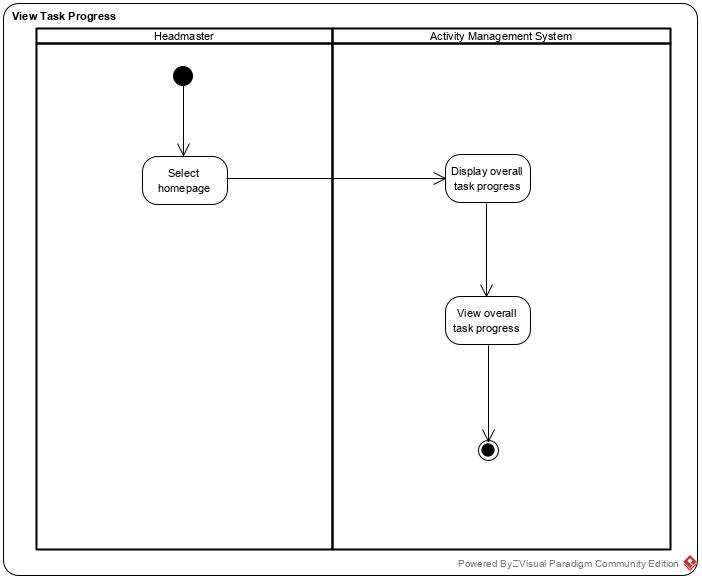 View Task Progress
Headmaster
Activity Management System
Select
homepage
Display overall
task progress
View overall
task progress
Powered By Visual Paradigm Community Edition